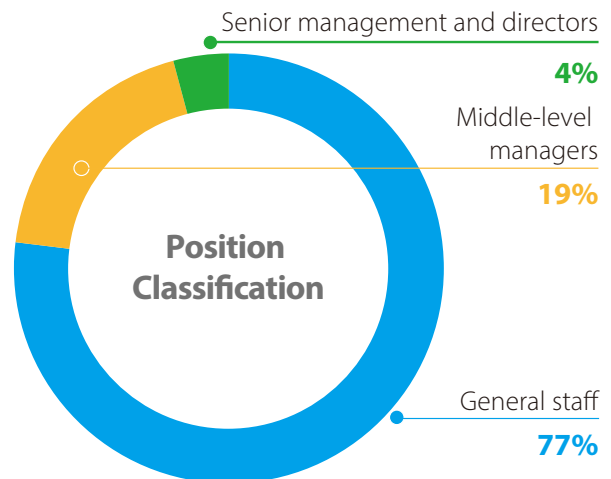 Senior management and directors
4%
Middle-level
managers
19%
Position
Classification
General staff
77%